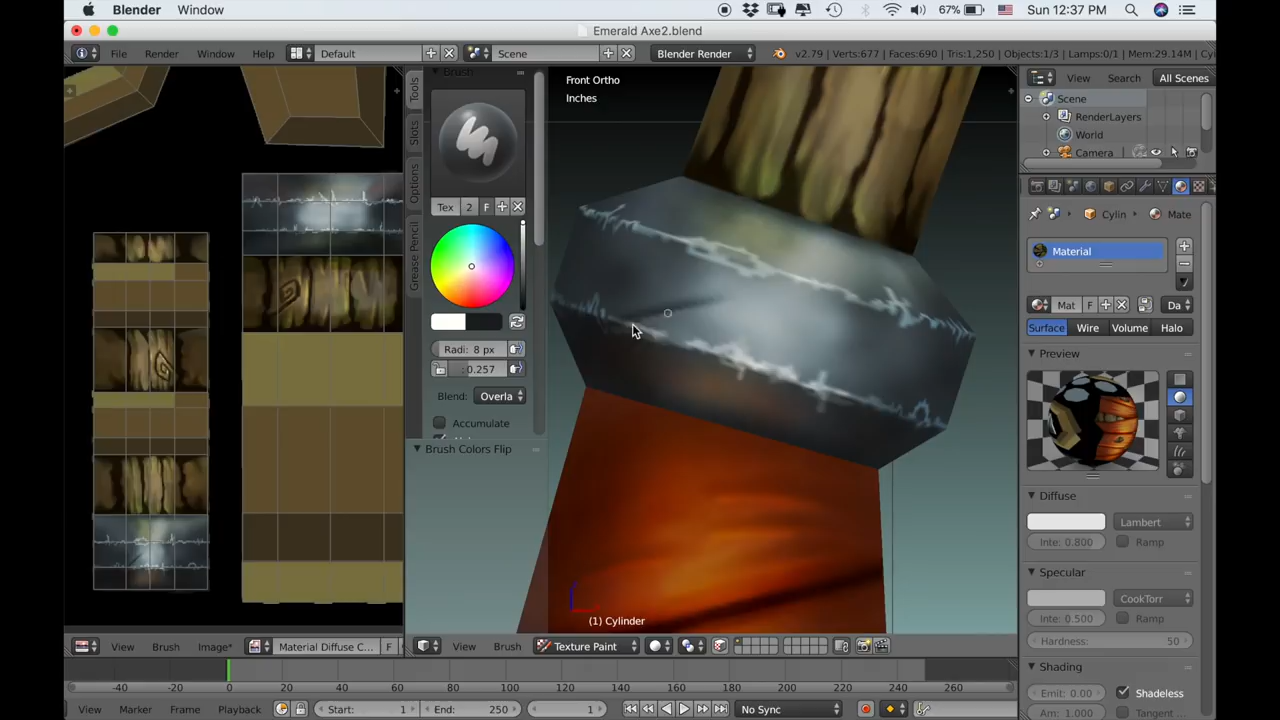 Blender Window 67% Sun 12:37 PM
Emerald Axe2.blend
File Render Window Help Default Scene Blender Render v2.79 | Verts:677 | Faces:690 | Tris:1,250 | Objects:1/3 | Lamps:0/1 | Mem:29.14M | Cy
Brush
Tools
Slots
Options
Grease Pencil
Tex 2 F
Radi: 8 px
: 0.257
Blend: Overla
Accumulate
Brush Colors Flip
Front Ortho
Inches
(1) Cylinder
View Search All Scenes
Scene
RenderLayers
World
Camera
Cylin Mate
Material
Mat F Da
Surface Wire Volume Halo
Preview
Diffuse
Lambert
Inte: 0.800 Ramp
Specular
CookTorr
Inte: 0.500 Ramp
Hardness: 50
Shading
Emit: 0.00 Shadeless
Am: 1.000 Tangent
View Brush Image* Material Diffuse C... F View Brush Texture Paint
-40 -20 0 20 40 60 80 100 120 140 160 180 200 220 240 260
View Marker Frame Playback Start: 1 End: 250 1 No Sync